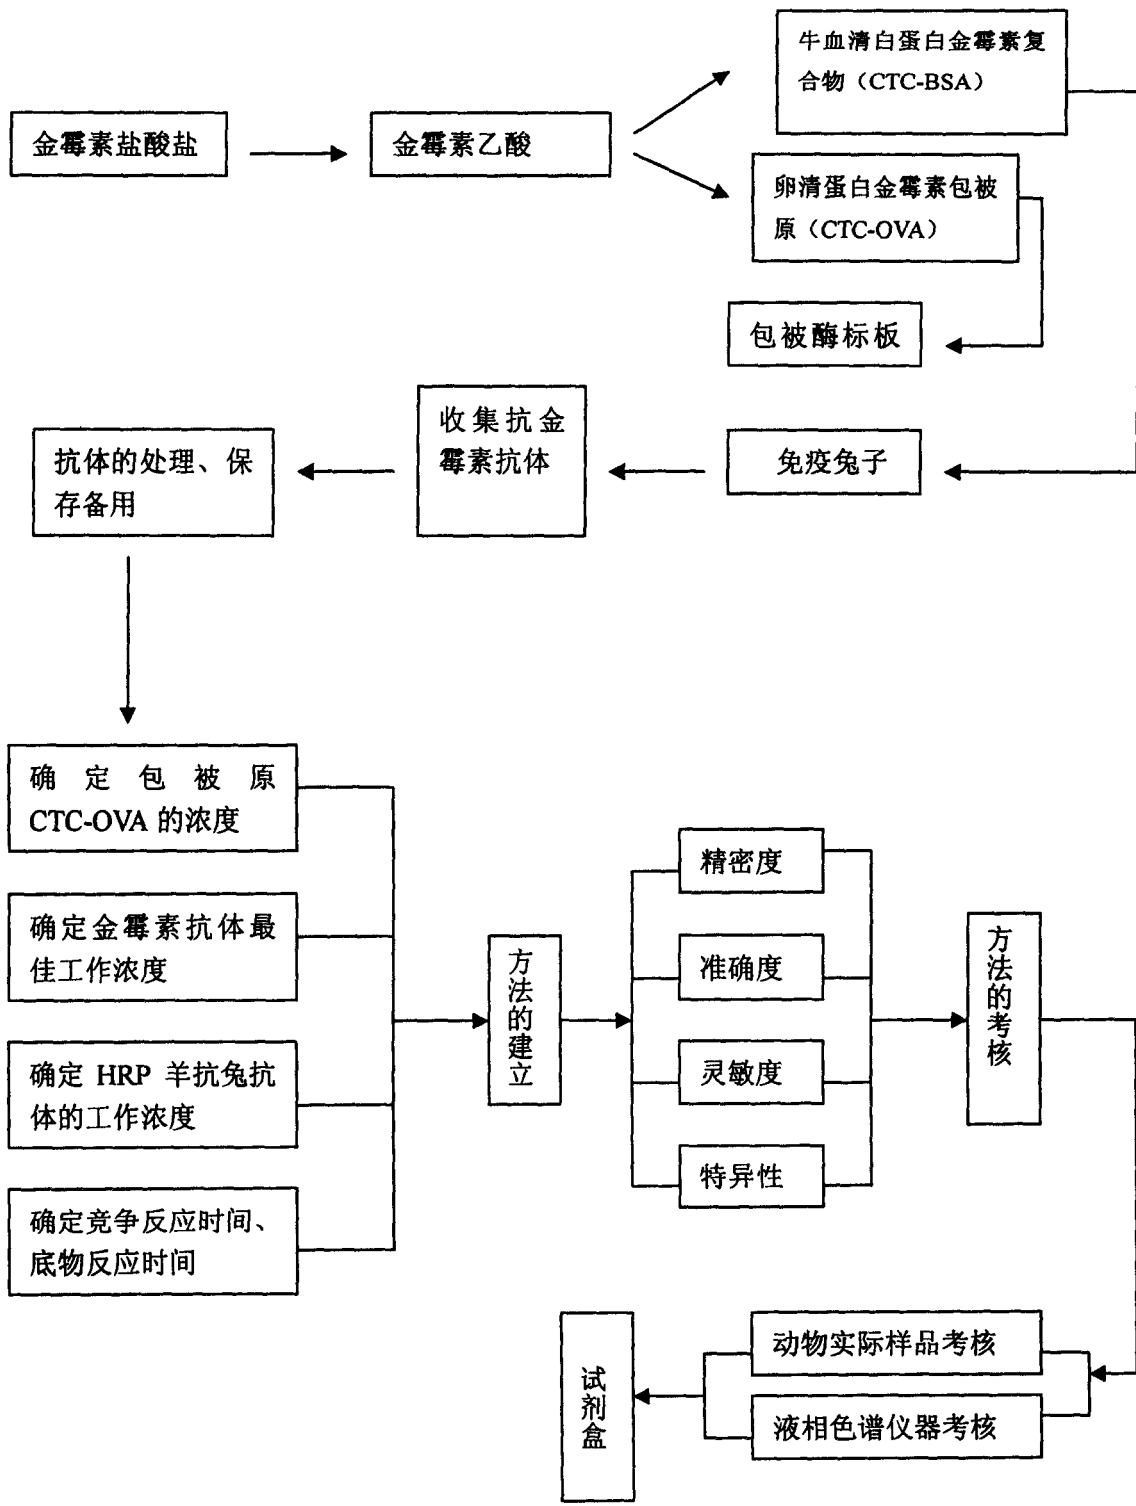 牛血清白蛋白金霉素复
合物（CTC-BSA）
金霉素盐酸盐
金霉素乙酸
卵清蛋白金霉素包被
原（CTC-OVA）
包被酶标板
收集抗金
霉素抗体
抗体的处理、保
存备用
免疫兔子
确定包被原
CTC-OVA 的浓度
确定金霉素抗体最
佳工作浓度
确定 HRP 羊抗兔抗
体的工作浓度
确定竞争反应时间、
底物反应时间
方法的建立
精密度
准确度
灵敏度
特异性
方法的考核
动物实际样品考核
液相色谱仪器考核
试剂盒